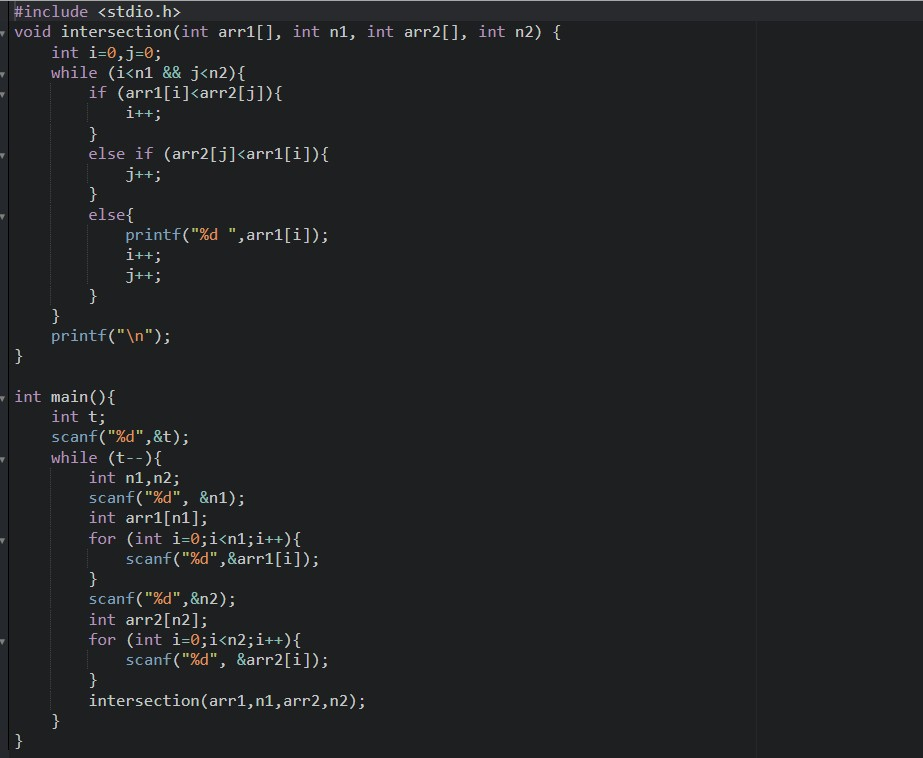 #include <stdio.h>
void intersection(int arr1[], int n1, int arr2[], int n2) {
    int i=0,j=0;
    while (i<n1 && j<n2){
        if (arr1[i]<arr2[j]){
            i++;
        }
        else if (arr2[j]<arr1[i]){
            j++;
        }
        else{
            printf("%d ",arr1[i]);
            i++;
            j++;
        }
    }
    printf("\n");
}

int main(){
    int t;
    scanf("%d",&t);
    while (t--){
        int n1,n2;
        scanf("%d", &n1);
        int arr1[n1];
        for (int i=0;i<n1;i++){
            scanf("%d",&arr1[i]);
        }
        scanf("%d",&n2);
        int arr2[n2];
        for (int i=0;i<n2;i++){
            scanf("%d", &arr2[i]);
        }
        intersection(arr1,n1,arr2,n2);
    }
}